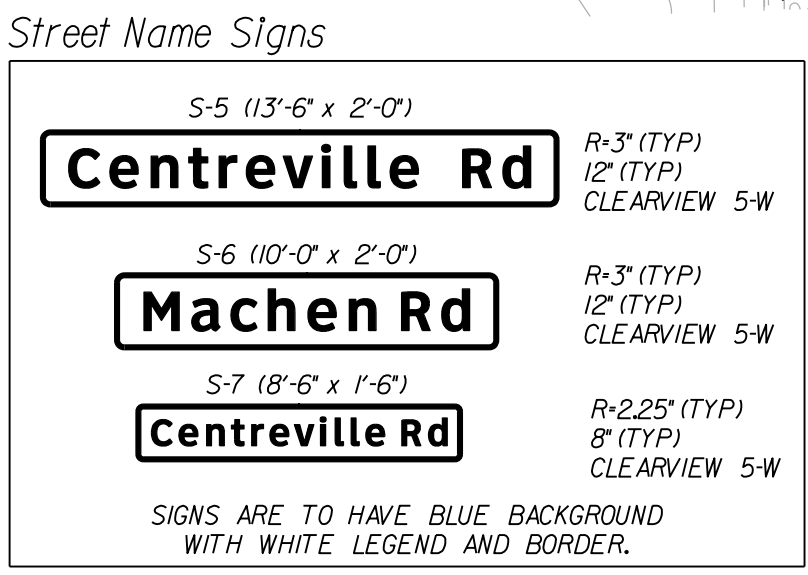 Street Name Signs
S-5 (13'-6" x 2'-0")
Centreville Rd
R=3" (TYP)
12" (TYP)
CLEARVIEW 5-W
S-6 (10'-0" x 2'-0")
Machen Rd
R=3" (TYP)
12" (TYP)
CLEARVIEW 5-W
S-7 (8'-6" x 1'-6")
Centreville Rd
R=2.25" (TYP)
8" (TYP)
CLEARVIEW 5-W
SIGNS ARE TO HAVE BLUE BACKGROUND
WITH WHITE LEGEND AND BORDER.